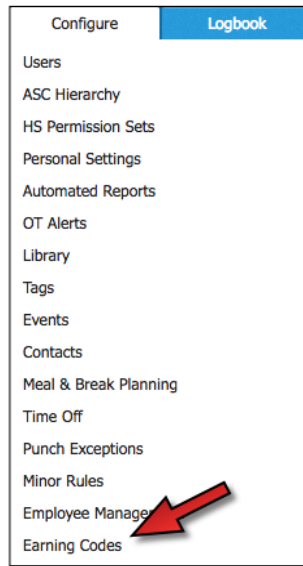 Configure Logbook
Users
ASC Hierarchy
HS Permission Sets
Personal Settings
Automated Reports
OT Alerts
Library
Tags
Events
Contacts
Meal & Break Planning
Time Off
Punch Exceptions
Minor Rules
Employee Manage
Earning Codes